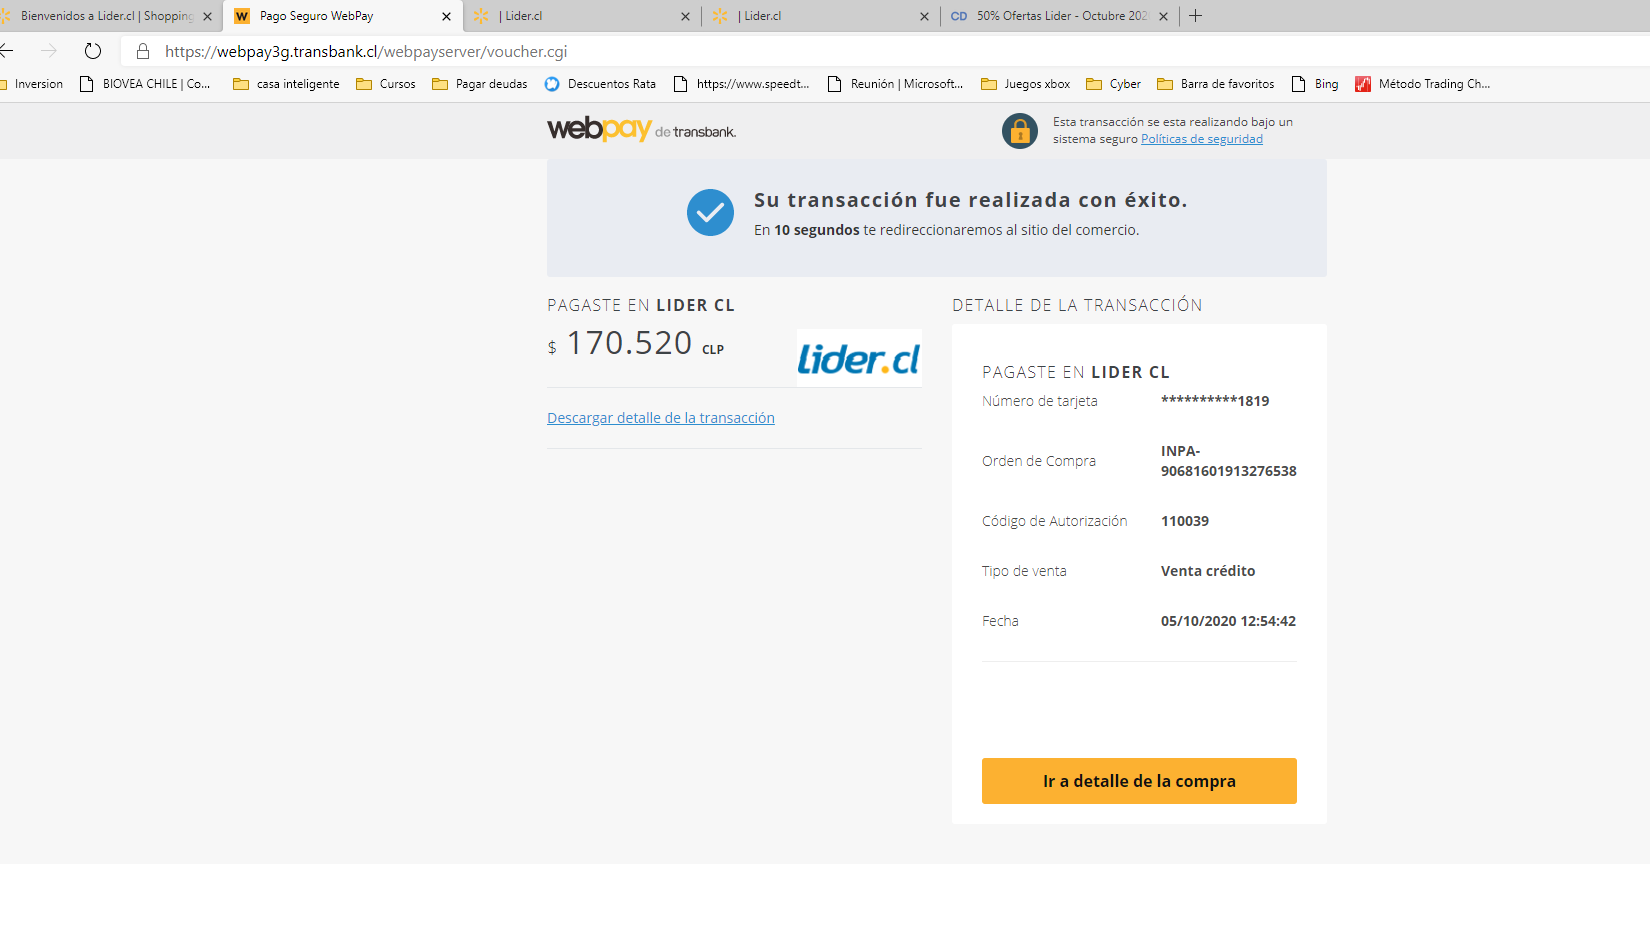 Bienvenidos a Lider.cl | Shopping
Pago Seguro WebPay
| Lider.cl
| Lider.cl
CD 50% Ofertas Lider - Octubre 202
https://webpay3g.transbank.cl/webpayserver/voucher.cgi
Inversion
BIOVEA CHILE | Co...
casa inteligente
Cursos
Pagar deudas
Descuentos Rata
https://www.speedt...
Reunión | Microsoft...
Juegos xbox
Cyber
Barra de favoritos
Bing
Método Trading Ch...
webpay de transbank.
Esta transacción se esta realizando bajo un
sistema seguro Políticas de seguridad
Su transacción fue realizada con éxito.
En 10 segundos te redireccionaremos al sitio del comercio.
PAGASTE EN LIDER CL
$ 170.520 CLP
lider.cl
Descargar detalle de la transacción
DETALLE DE LA TRANSACCIÓN
PAGASTE EN LIDER CL
Número de tarjeta **********1819
Orden de Compra INPA-
90681601913276538
Código de Autorización 110039
Tipo de venta Venta crédito
Fecha 05/10/2020 12:54:42
Ir a detalle de la compra